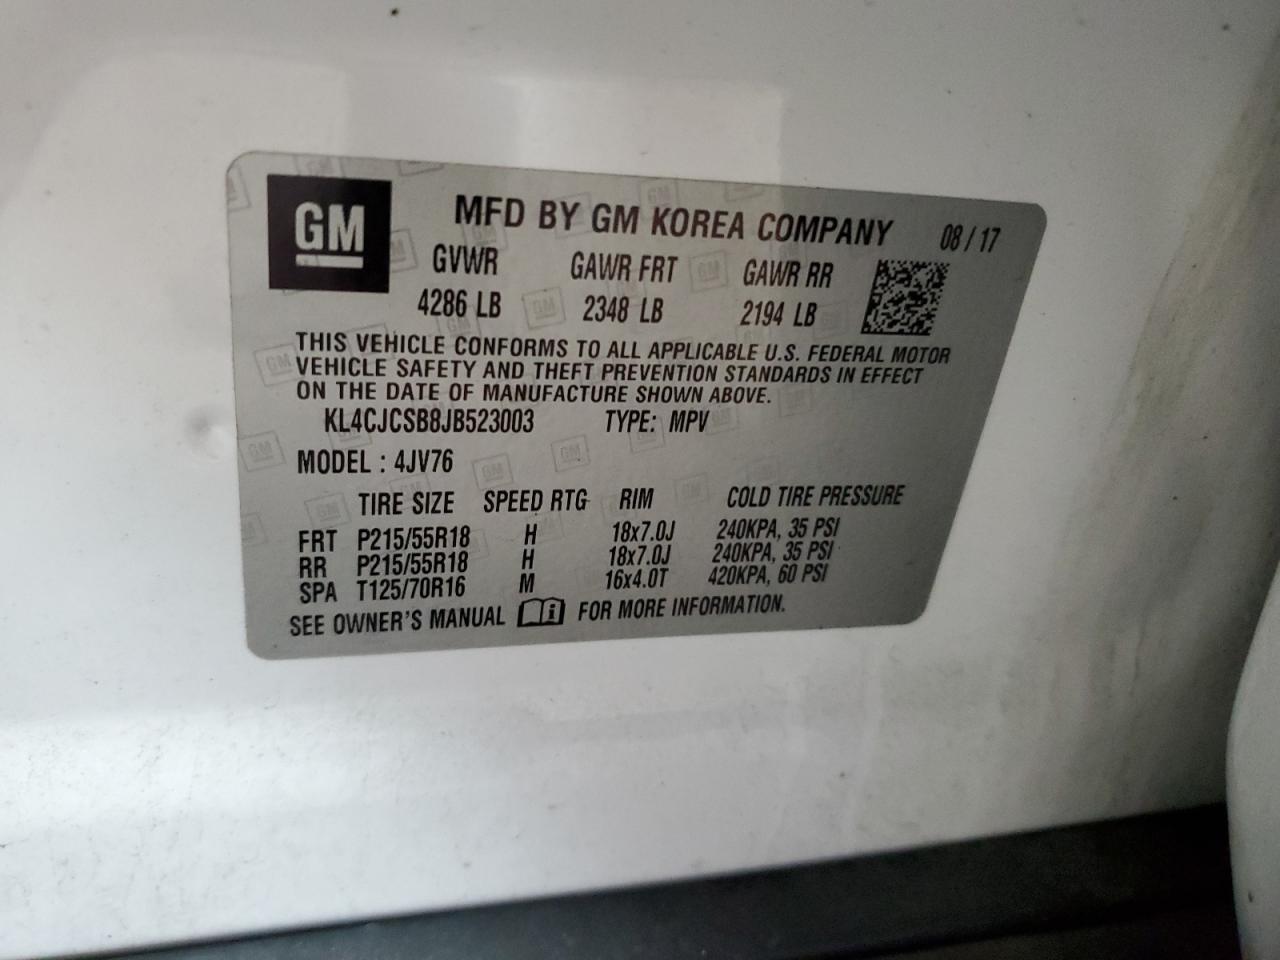 GM
MFD BY GM KOREA COMPANY 08 / 17
GVWR GAWR FRT GAWR RR
4286 LB 2348 LB 2194 LB
THIS VEHICLE CONFORMS TO ALL APPLICABLE U.S. FEDERAL MOTOR
VEHICLE SAFETY AND THEFT PREVENTION STANDARDS IN EFFECT
ON THE DATE OF MANUFACTURE SHOWN ABOVE.
KL4CJCSB8JB523003 TYPE: MPV
MODEL : 4JV76
TIRE SIZE SPEED RTG RIM COLD TIRE PRESSURE
FRT P215/55R18 H 18x7.0J 240KPA, 35 PSI
RR P215/55R18 H 18x7.0J 240KPA, 35 PSI
SPA T125/70R16 M 16x4.0T 420KPA, 60 PSI
SEE OWNER'S MANUAL i FOR MORE INFORMATION.